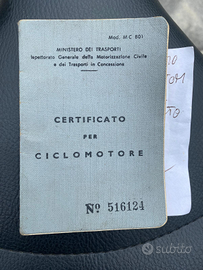 Mod. MC 801
MINISTERO DEI TRASPORTI
Ispettorato Generale della Motorizzazione Civile
e dei Trasporti in Concessione
CERTIFICATO
PER
CICLOMOTORE
Nº 516124
subito